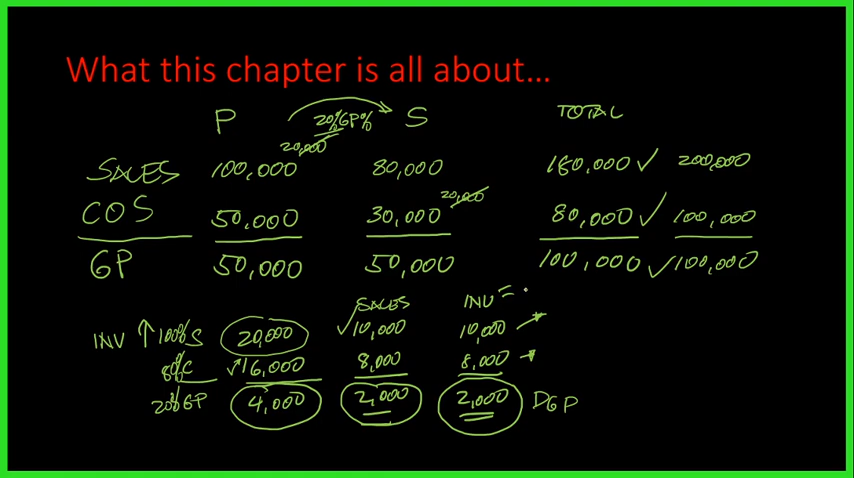 What this chapter is all about...
P 20% GP% S TOTAL
20,000
SALES 100,000 80,000 180,000 ✓ 200,000
20,000
COS 50,000 30,000 80,000 ✓ 100,000
GP 50,000 50,000 100,000 ✓ 100,000
SALES INV =
INV ↑ 100% S 20,000 ✓ 10,000 10,000 →
80% C ✓ 16,000 8,000 8,000 →
20% GP 4,000 2,000 2,000 DGP